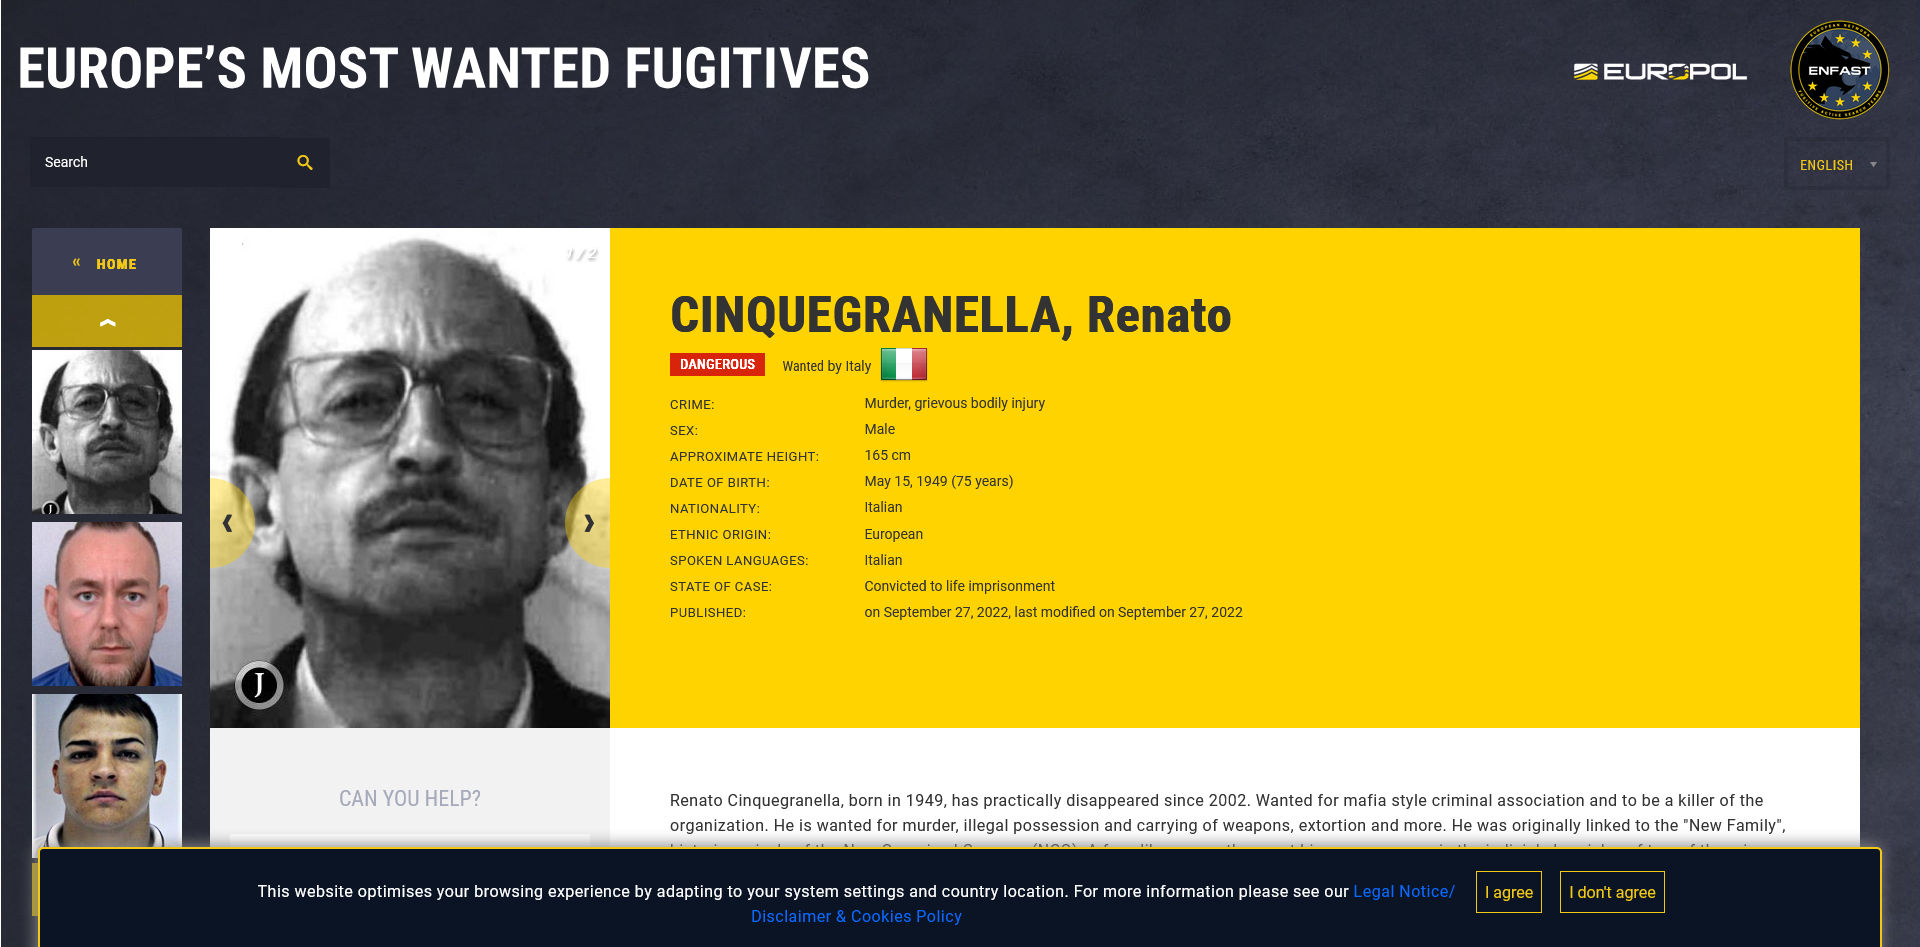 EUROPE'S MOST WANTED FUGITIVES
EUROPOL
ENFAST
Search
ENGLISH
« HOME
1 / 2
CINQUEGRANELLA, Renato
DANGEROUS Wanted by Italy
CRIME: Murder, grievous bodily injury
SEX: Male
APPROXIMATE HEIGHT: 165 cm
DATE OF BIRTH: May 15, 1949 (75 years)
NATIONALITY: Italian
ETHNIC ORIGIN: European
SPOKEN LANGUAGES: Italian
STATE OF CASE: Convicted to life imprisonment
PUBLISHED: on September 27, 2022, last modified on September 27, 2022
J
J
CAN YOU HELP?
Renato Cinquegranella, born in 1949, has practically disappeared since 2002. Wanted for mafia style criminal association and to be a killer of the
organization. He is wanted for murder, illegal possession and carrying of weapons, extortion and more. He was originally linked to the "New Family",
This website optimises your browsing experience by adapting to your system settings and country location. For more information please see our Legal Notice/
Disclaimer & Cookies Policy
I agree
I don't agree